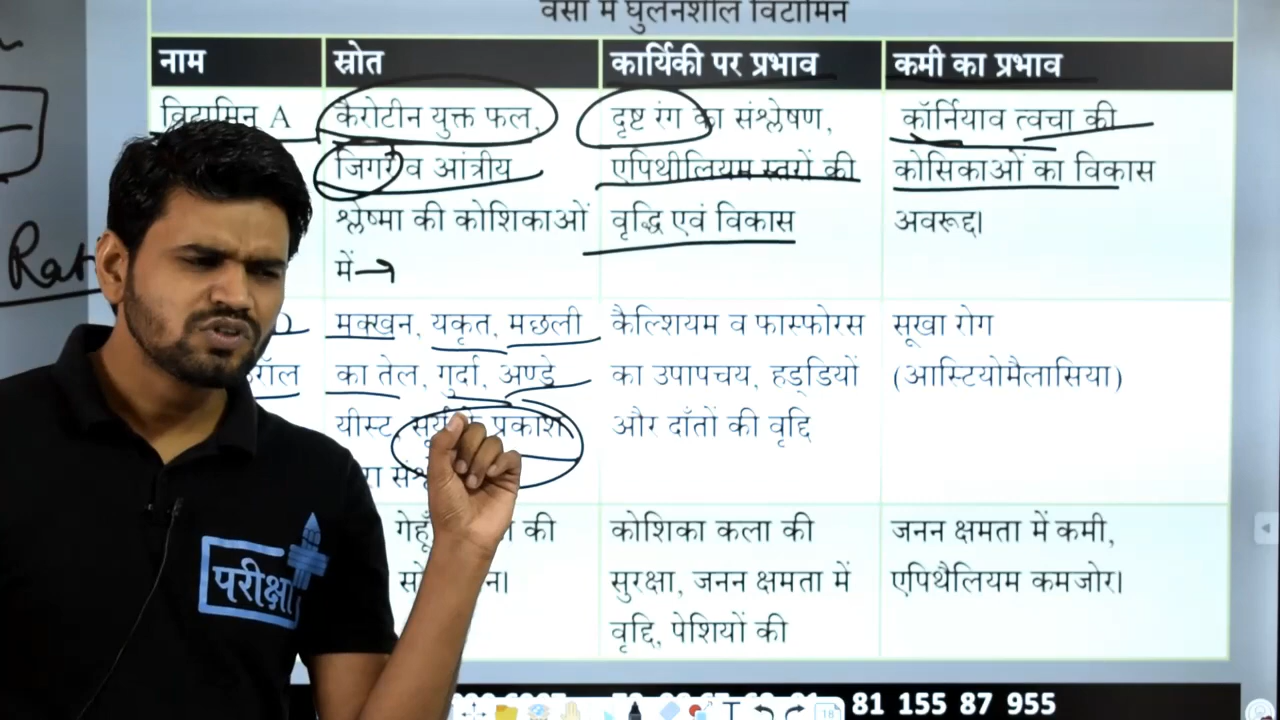 वसा में घुलनशील विटामिन
नाम
स्रोत
कार्यिकी पर प्रभाव
कमी का प्रभाव
विटामिन A
कैरोटीन युक्त फल,
जिगर व आंत्रीय
श्लेष्मा की कोशिकाओं
में
दृष्ट रंग का संश्लेषण,
एपिथीलियम स्तरों की
वृद्धि एवं विकास
कॉर्नियाव त्वचा की
कोसिकाओं का विकास
अवरूद्द।
मक्खन, यकृत, मछली
का तेल, गुर्दा, अण्डे
यीस्ट, प्रकाश
कैल्शियम व फास्फोरस
का उपापचय, हड्डियों
और दाँतों की वृद्दि
सूखा रोग
(आस्टियोमैलासिया)
गेहूँ की
कोशिका कला की
सुरक्षा, जनन क्षमता में
वृद्दि, पेशियों की
जनन क्षमता में कमी,
एपिथैलियम कमजोर।
Rat
परीक्षा
81 155 87 955
T
18